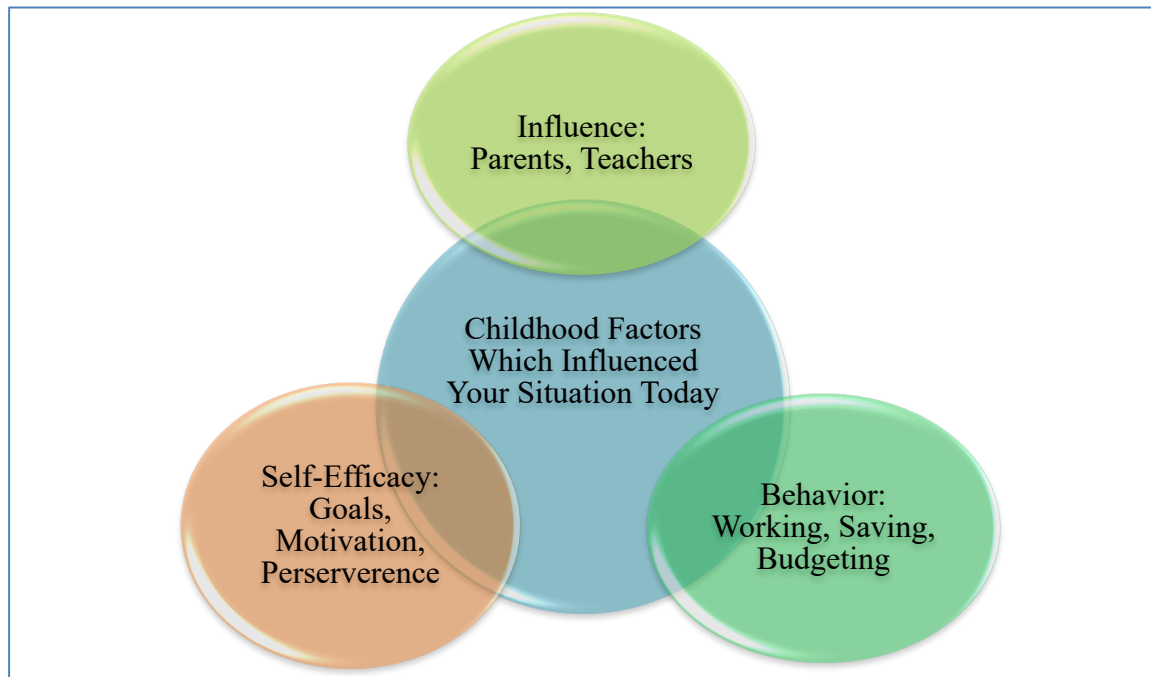 Influence:
Parents, Teachers
Childhood Factors
Which Influenced
Your Situation Today
Self-Efficacy:
Goals,
Motivation,
Perserverence
Behavior:
Working, Saving,
Budgeting